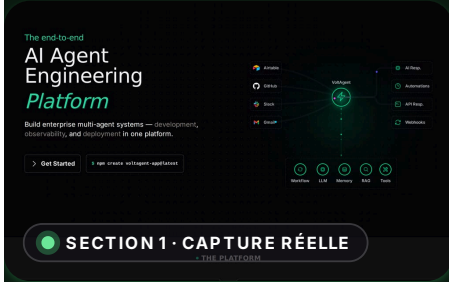 The end-to-end
AI Agent
Engineering
Platform
Build enterprise multi-agent systems — development,
observability, and deployment in one platform.
Get Started
$ npm create voltagent-app@latest
Airtable
GitHub
Slack
Gmail
VoltAgent
AI Resp.
Automations
API Resp.
Webhooks
Workflow
LLM
Memory
RAG
Tools
SECTION 1 · CAPTURE RÉELLE
• THE PLATFORM